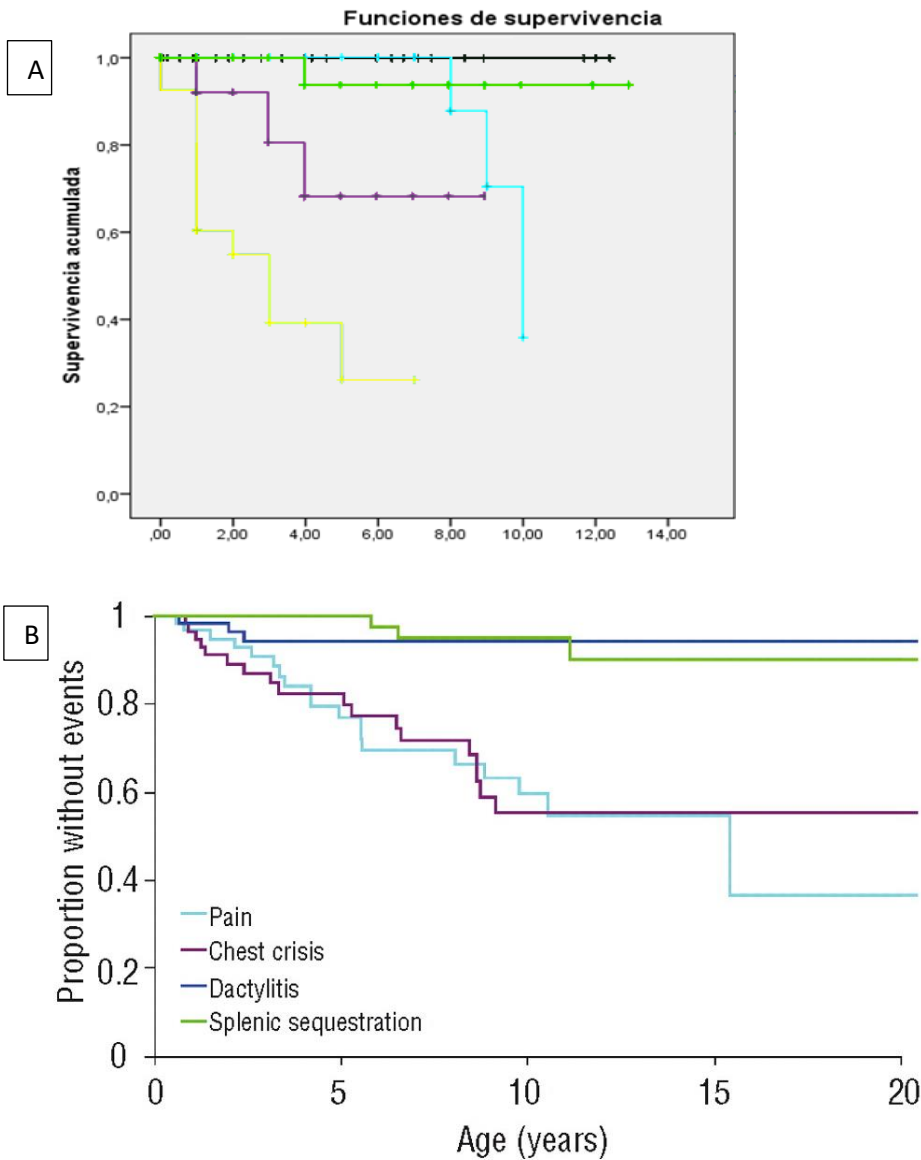 Funciones de supervivencia
A
Supervivencia acumulada
1,0
0,8
0,6
0,4
0,2
0,0
,00 2,00 4,00 6,00 8,00 10,00 12,00 14,00
B
Proportion without events
1
0.8
0.6
0.4
0.2
0
Pain
Chest crisis
Dactylitis
Splenic sequestration
0 5 10 15 20
Age (years)